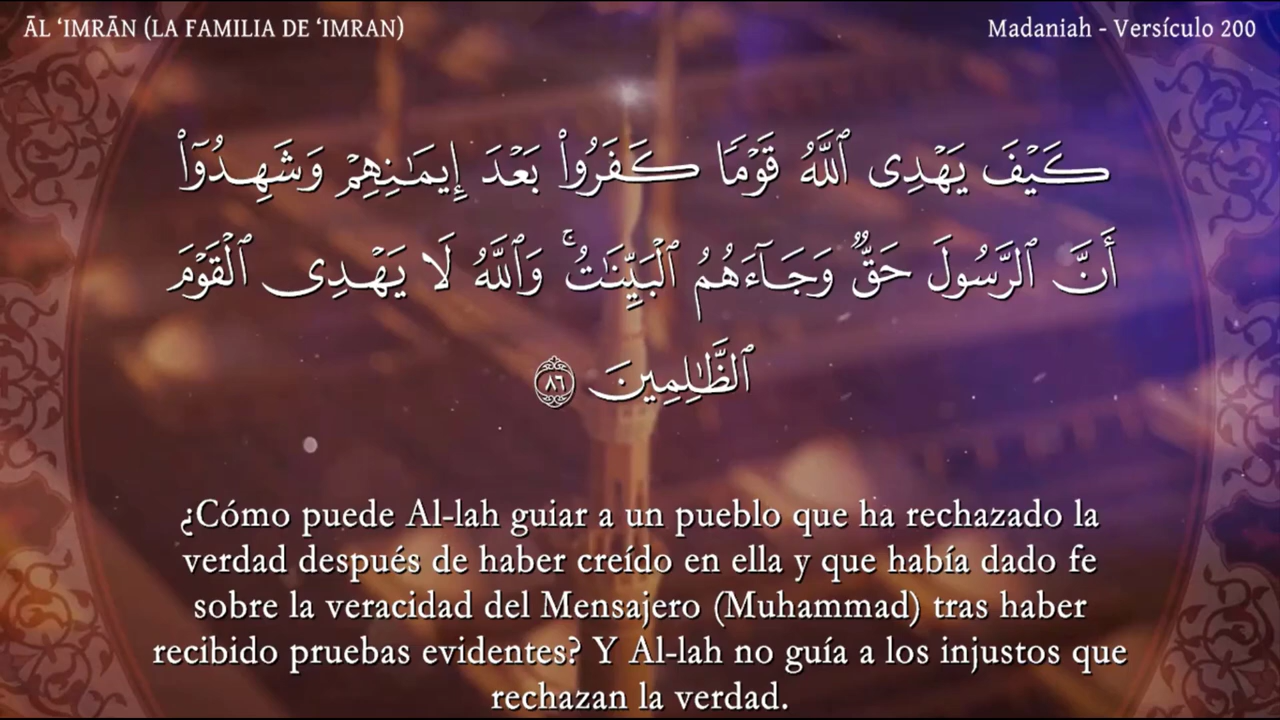 ĀL ‘IMRĀN (LA FAMILIA DE ‘IMRAN)
Madaniah - Versículo 200
كَيْفَ يَهْدِى ٱللَّهُ قَوْمًا كَفَرُوا۟ بَعْدَ إِيمَـٰنِهِمْ وَشَهِدُوٓا۟
أَنَّ ٱلرَّسُولَ حَقٌّ وَجَآءَهُمُ ٱلْبَيِّنَـٰتُ ۚ وَٱللَّهُ لَا يَهْدِى ٱلْقَوْمَ
ٱلظَّـٰلِمِينَ ٨٦
¿Cómo puede Al-lah guiar a un pueblo que ha rechazado la
verdad después de haber creído en ella y que había dado fe
sobre la veracidad del Mensajero (Muhammad) tras haber
recibido pruebas evidentes? Y Al-lah no guía a los injustos que
rechazan la verdad.